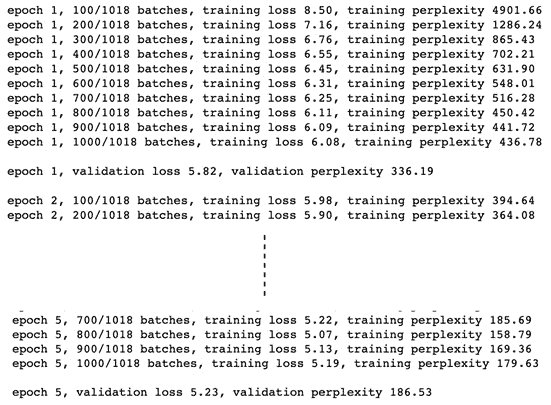 epoch 1, 100/1018 batches, training loss 8.50, training perplexity 4901.66
epoch 1, 200/1018 batches, training loss 7.16, training perplexity 1286.24
epoch 1, 300/1018 batches, training loss 6.76, training perplexity 865.43
epoch 1, 400/1018 batches, training loss 6.55, training perplexity 702.21
epoch 1, 500/1018 batches, training loss 6.45, training perplexity 631.90
epoch 1, 600/1018 batches, training loss 6.31, training perplexity 548.01
epoch 1, 700/1018 batches, training loss 6.25, training perplexity 516.28
epoch 1, 800/1018 batches, training loss 6.11, training perplexity 450.42
epoch 1, 900/1018 batches, training loss 6.09, training perplexity 441.72
epoch 1, 1000/1018 batches, training loss 6.08, training perplexity 436.78
epoch 1, validation loss 5.82, validation perplexity 336.19
epoch 2, 100/1018 batches, training loss 5.98, training perplexity 394.64
epoch 2, 200/1018 batches, training loss 5.90, training perplexity 364.08
epoch 5, 700/1018 batches, training loss 5.22, training perplexity 185.69
epoch 5, 800/1018 batches, training loss 5.07, training perplexity 158.79
epoch 5, 900/1018 batches, training loss 5.13, training perplexity 169.36
epoch 5, 1000/1018 batches, training loss 5.19, training perplexity 179.63
epoch 5, validation loss 5.23, validation perplexity 186.53